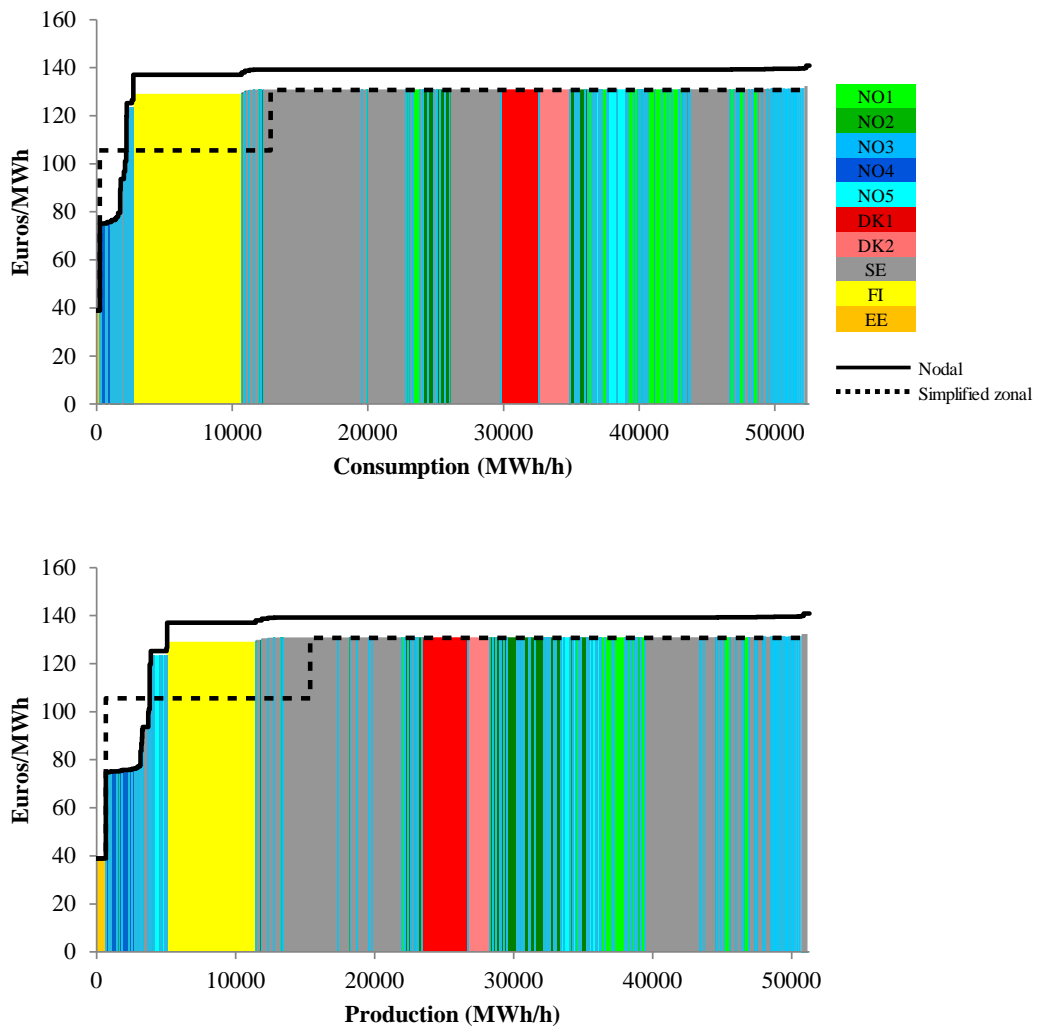 160
140
120
100
80
60
40
20
0
Euros/MWh
0 10000 20000 30000 40000 50000
Consumption (MWh/h)
NO1
NO2
NO3
NO4
NO5
DK1
DK2
SE
FI
EE
Nodal
Simplified zonal
160
140
120
100
80
60
40
20
0
Euros/MWh
0 10000 20000 30000 40000 50000
Production (MWh/h)